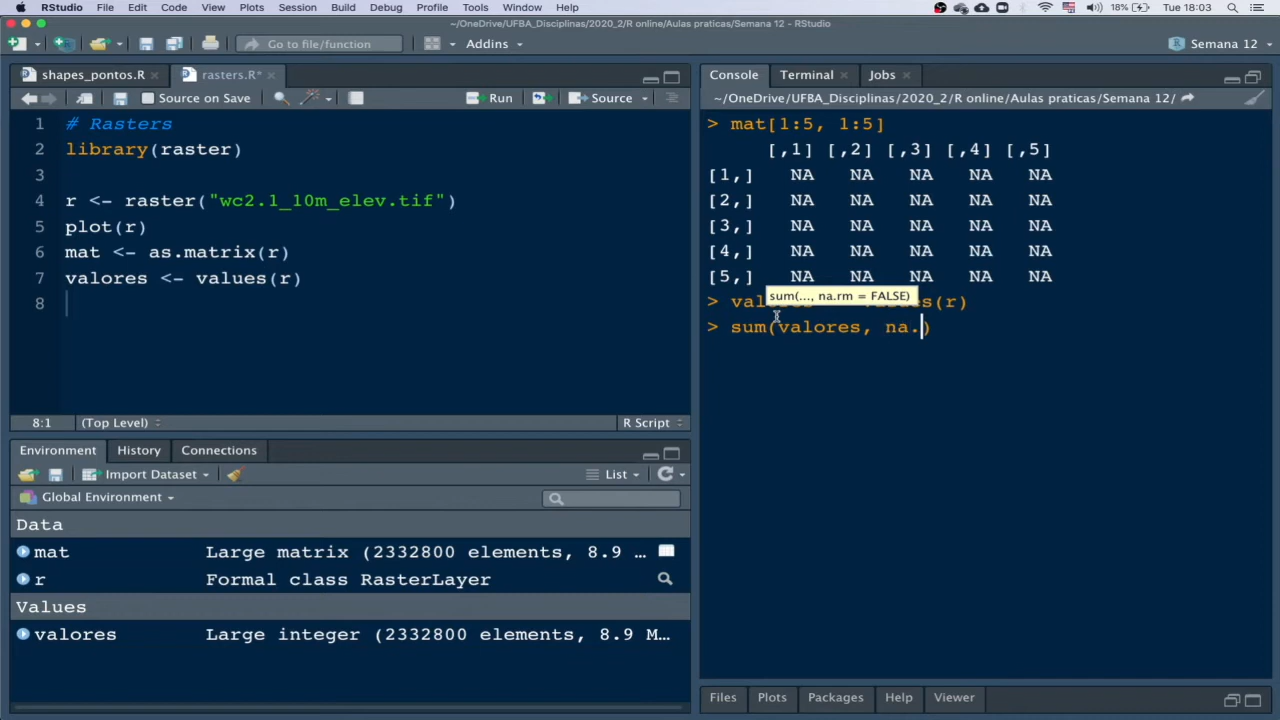 RStudio File Edit Code View Plots Session Build Debug Profile Tools Window Help 18% Tue 18:03
~/OneDrive/UFBA_Disciplinas/2020_2/R online/Aulas praticas/Semana 12 - RStudio
Go to file/function Addins Semana 12
shapes_pontos.R rasters.R*
Source on Save Run Source
1 # Rasters
2 library(raster)
3
4 r <- raster("wc2.1_10m_elev.tif")
5 plot(r)
6 mat <- as.matrix(r)
7 valores <- values(r)
8
8:1 (Top Level) R Script
Environment History Connections
Import Dataset List
Global Environment
Data
mat Large matrix (2332800 elements, 8.9 …
r Formal class RasterLayer
Values
valores Large integer (2332800 elements, 8.9 M…
Console Terminal Jobs
~/OneDrive/UFBA_Disciplinas/2020_2/R online/Aulas praticas/Semana 12/
> mat[1:5, 1:5]
[,1] [,2] [,3] [,4] [,5]
[1,] NA NA NA NA NA
[2,] NA NA NA NA NA
[3,] NA NA NA NA NA
[4,] NA NA NA NA NA
[5,] NA NA NA NA NA
sum(..., na.rm = FALSE)
> sum(valores, na.)
Files Plots Packages Help Viewer